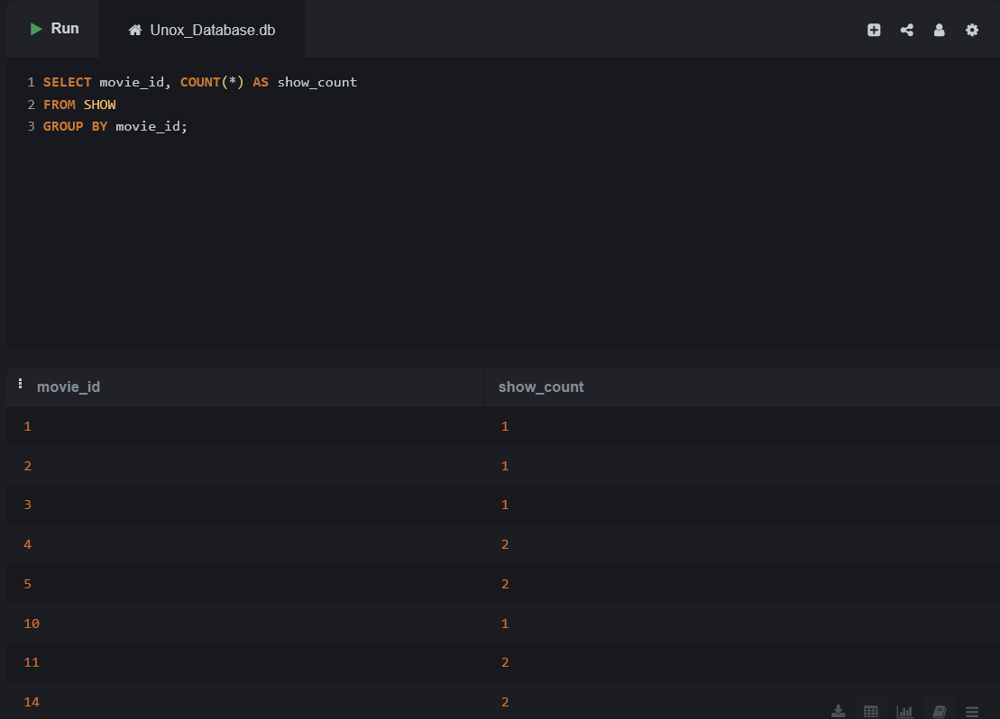 Run Unox_Database.db
1 SELECT movie_id, COUNT(*) AS show_count
2 FROM SHOW
3 GROUP BY movie_id;
movie_id show_count
1 1
2 1
3 1
4 2
5 2
10 1
11 2
14 2